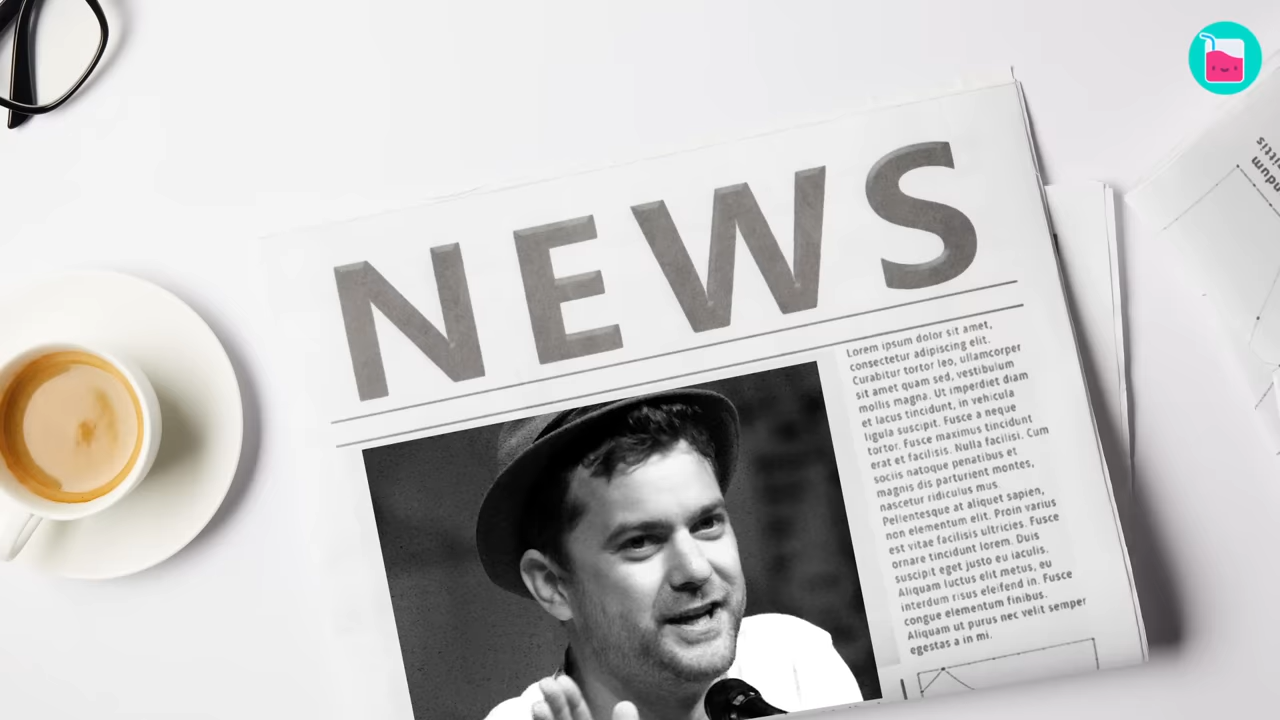 NEWS
Lorem ipsum dolor sit amet,
consectetur adipiscing elit.
Curabitur tortor leo, ullamcorper
sit amet quam sed, vestibulum
mollis magna. Ut imperdiet diam
et lacus tincidunt, in vehicula
ligula suscipit. Fusce a neque
tortor. Fusce maximus tincidunt
erat et facilisis. Nulla facilisi. Cum
sociis natoque penatibus et
magnis dis parturient montes,
nascetur ridiculus mus.
Pellentesque at aliquet sapien,
non elementum elit. Proin varius
est vitae facilisis ultricies. Fusce
ornare tincidunt lorem. Duis
suscipit eget justo eu iaculis.
Aliquam luctus elit metus, eu
interdum risus eleifend in. Fusce
congue elementum finibus.
Aliquam ut purus nec velit semper
egestas a in mi.